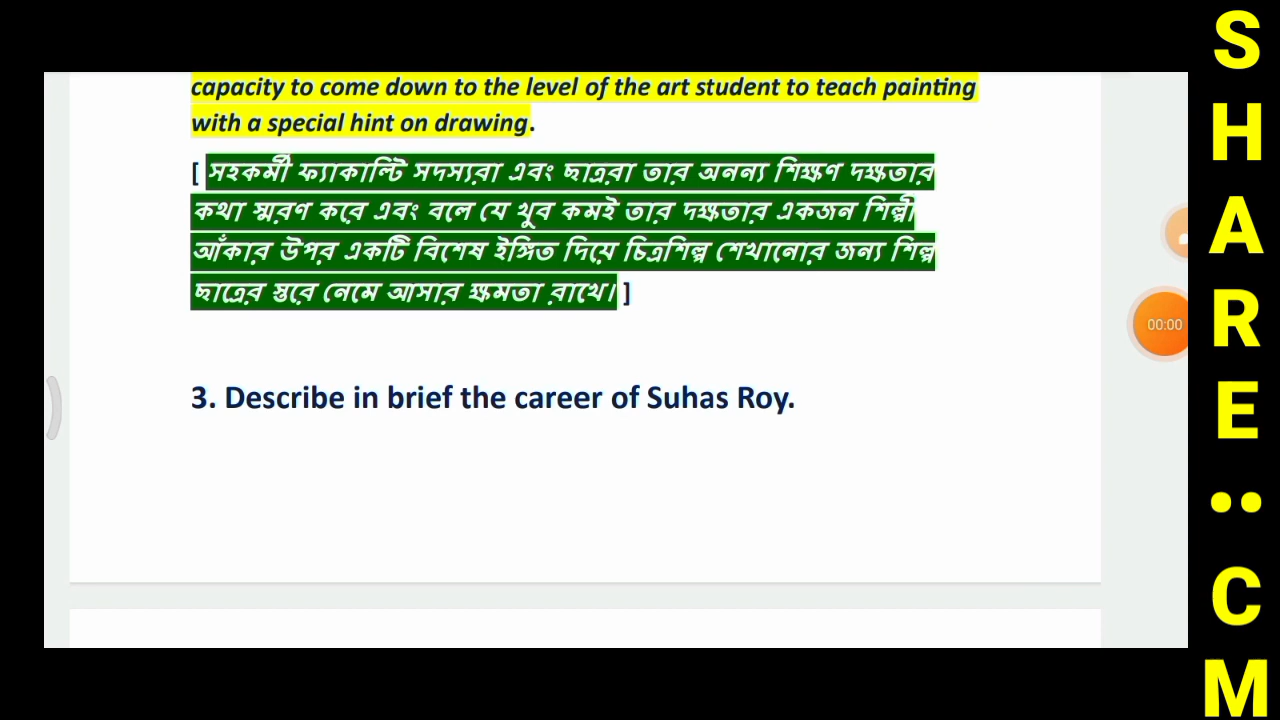 capacity to come down to the level of the art student to teach painting
with a special hint on drawing.
[ সহকর্মী ফ্যাকাল্টি সদস্যরা এবং ছাত্ররা তার অনন্য শিক্ষণ দক্ষতার
কথা স্মরণ করে এবং বলে যে খুব কমই তার দক্ষতার একজন শিল্পী
আঁকার উপর একটি বিশেষ ইঙ্গিত দিয়ে চিত্রশিল্প শেখানোর জন্য শিল্প
ছাত্রের স্তরে নেমে আসার ক্ষমতা রাখে। ]
3. Describe in brief the career of Suhas Roy.
00:00
SHARE••CM